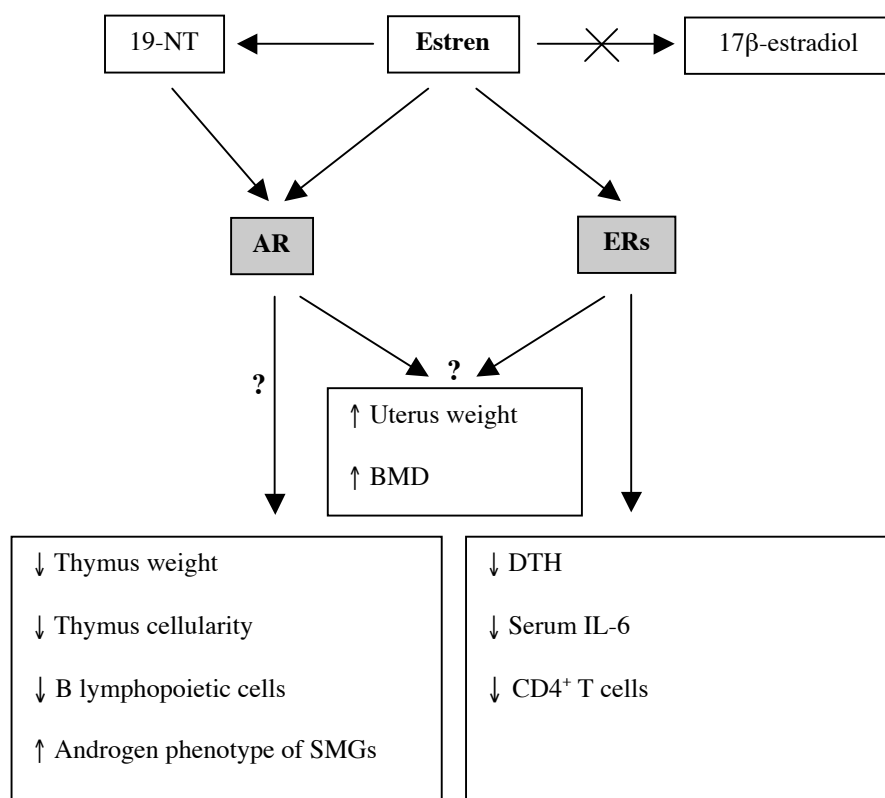 19-NT
Estren
17β-estradiol
AR
ERs
?
?
↑ Uterus weight
↑ BMD
↓ Thymus weight
↓ Thymus cellularity
↓ B lymphopoietic cells
↑ Androgen phenotype of SMGs
↓ DTH
↓ Serum IL-6
↓ CD4⁺ T cells